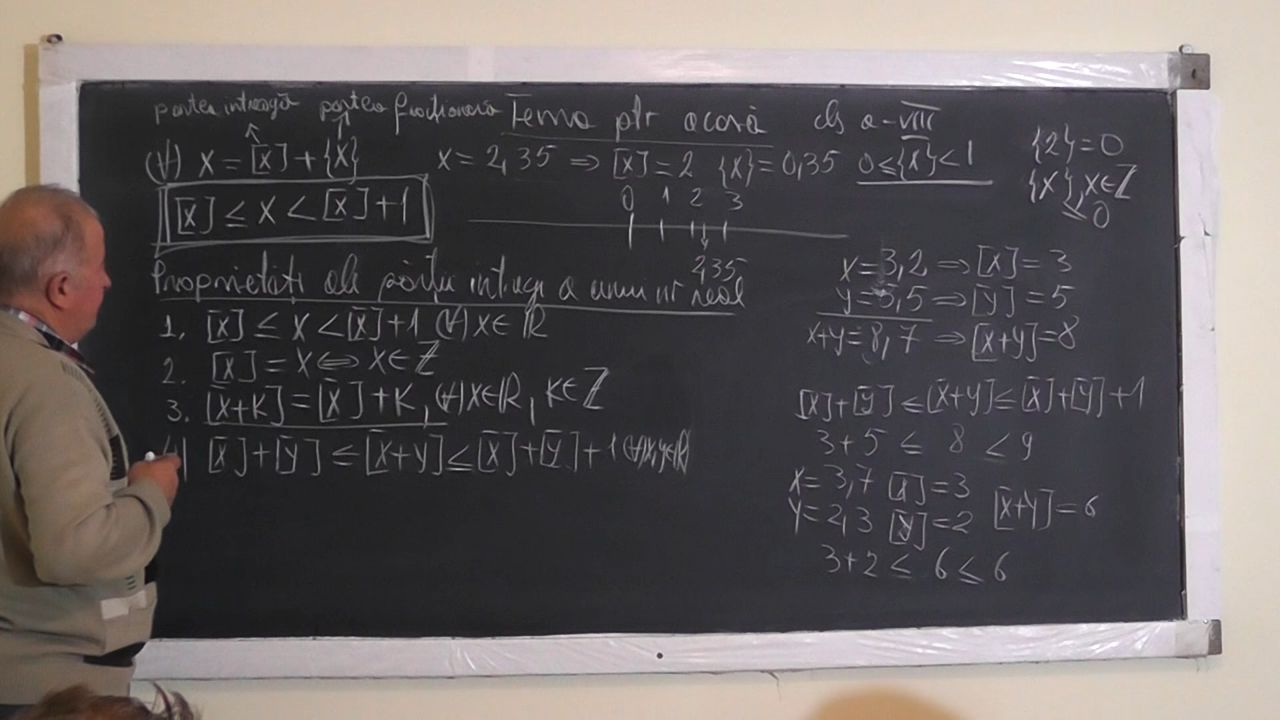 partea întreagă partea fracționară Tema ptr acasă cls a-VIII
(∀) x = [x] + {x} x = 2,35 ⇒ [x] = 2 {x} = 0,35 0 ≤ {x} < 1
{2} = 0
{x}, x∈Z
≤ 0
[x] ≤ x < [x] + 1
0 1 2 3
2,35
Proprietăți ale părții întregi a unui nr real
1. [x] ≤ x < [x] + 1 (∀) x∈R
2. [x] = x ⇔ x∈Z
3. [x+K] = [x] + K, (∀) x∈R, K∈Z
4) [x] + [y] ≤ [x+y] ≤ [x] + [y] + 1 (∀) x,y∈R
x = 3,2 ⇒ [x] = 3
y = 5,5 ⇒ [y] = 5
x+y = 8,7 ⇒ [x+y] = 8
[x] + [y] ≤ [x+y] ≤ [x] + [y] + 1
3+5 ≤ 8 < 9
x = 3,7 [x] = 3
y = 2,3 [y] = 2 [x+y] = 6
3+2 ≤ 6 ≤ 6